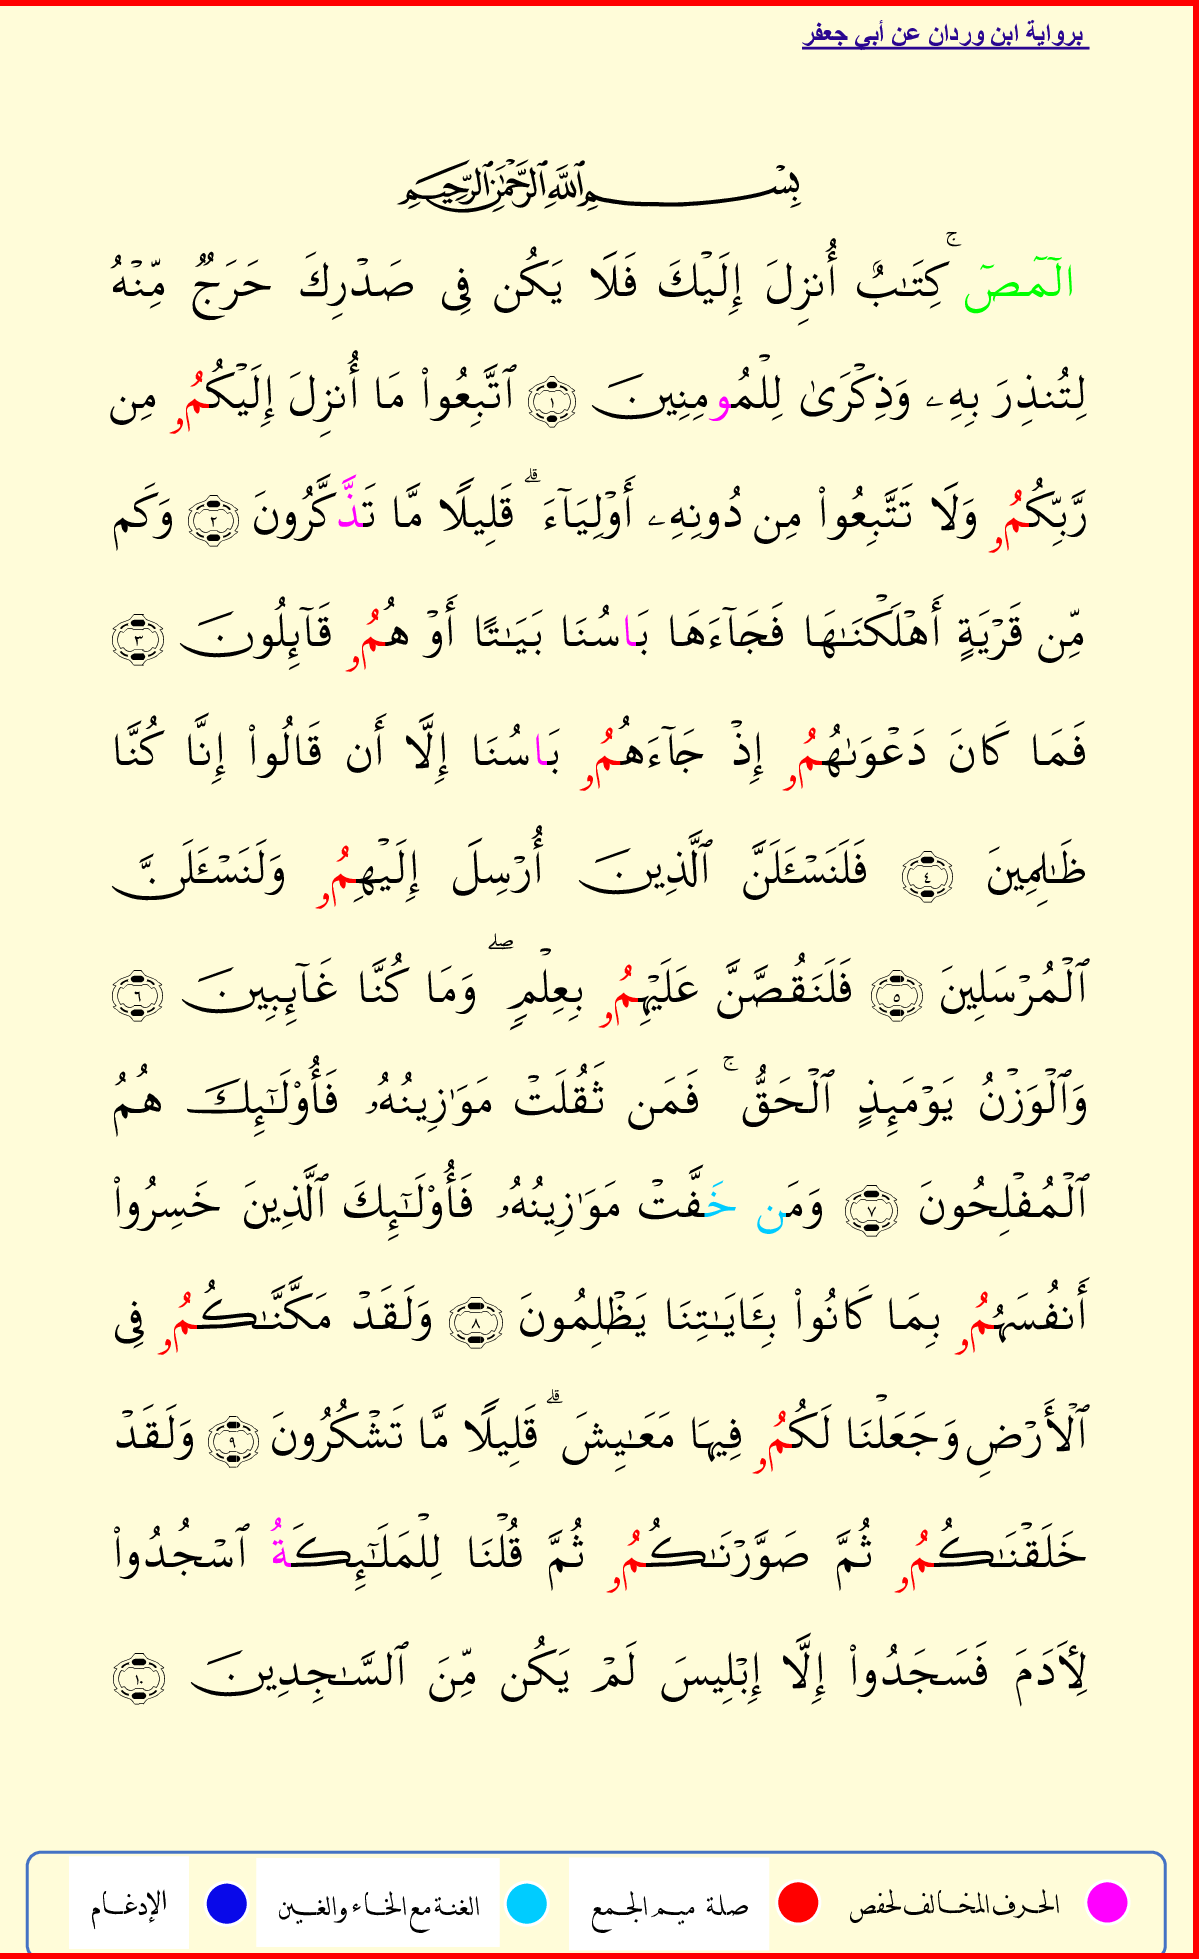 برواية ابن وردان عن أبي جعفر
بِسْمِ ٱللَّهِ ٱلرَّحْمَٰنِ ٱلرَّحِيمِ
الٓمٓصٓ ۚ كِتَٰبٌ أُنزِلَ إِلَيْكَ فَلَا يَكُن فِى صَدْرِكَ حَرَجٌ مِّنْهُ
لِتُنذِرَ بِهِۦ وَذِكْرَىٰ لِلْمُومِنِينَ ١ ٱتَّبِعُوا۟ مَا أُنزِلَ إِلَيْكُمُۥ مِن
رَّبِّكُمُۥ وَلَا تَتَّبِعُوا۟ مِن دُونِهِۦ أَوْلِيَآءَ ۗ قَلِيلًا مَّا تَذَّكَّرُونَ ٢ وَكَم
مِّن قَرْيَةٍ أَهْلَكْنَٰهَا فَجَآءَهَا بَاسُنَا بَيَٰتًا أَوْ هُمُۥ قَآئِلُونَ ٣
فَمَا كَانَ دَعْوَىٰهُمُۥ إِذْ جَآءَهُمُۥ بَاسُنَا إِلَّا أَن قَالُوا۟ إِنَّا كُنَّا
ظَٰلِمِينَ ٤ فَلَنَسْـَٔلَنَّ ٱلَّذِينَ أُرْسِلَ إِلَيْهِمُۥ وَلَنَسْـَٔلَنَّ
ٱلْمُرْسَلِينَ ٥ فَلَنَقُصَّنَّ عَلَيْهِمُۥ بِعِلْمٍ ۖ وَمَا كُنَّا غَآئِبِينَ ٦
وَٱلْوَزْنُ يَوْمَئِذٍ ٱلْحَقُّ ۚ فَمَن ثَقُلَتْ مَوَٰزِينُهُۥ فَأُو۟لَٰٓئِكَ هُمُ
ٱلْمُفْلِحُونَ ٧ وَمَن خَفَّتْ مَوَٰزِينُهُۥ فَأُو۟لَٰٓئِكَ ٱلَّذِينَ خَسِرُوا۟
أَنفُسَهُمُۥ بِمَا كَانُوا۟ بِـَٔايَٰتِنَا يَظْلِمُونَ ٨ وَلَقَدْ مَكَّنَّٰكُمُۥ فِى
ٱلْأَرْضِ وَجَعَلْنَا لَكُمُۥ فِيهَا مَعَٰيِشَ ۗ قَلِيلًا مَّا تَشْكُرُونَ ٩ وَلَقَدْ
خَلَقْنَٰكُمُۥ ثُمَّ صَوَّرْنَٰكُمُۥ ثُمَّ قُلْنَا لِلْمَلَٰٓئِكَةُ ٱسْجُدُوا۟
لِأَدَمَ فَسَجَدُوا۟ إِلَّا إِبْلِيسَ لَمْ يَكُن مِّنَ ٱلسَّٰجِدِينَ ١٠
الحرف المخالف لحفص صلة ميم الجمع الغنة مع الخاء والغين الإدغام